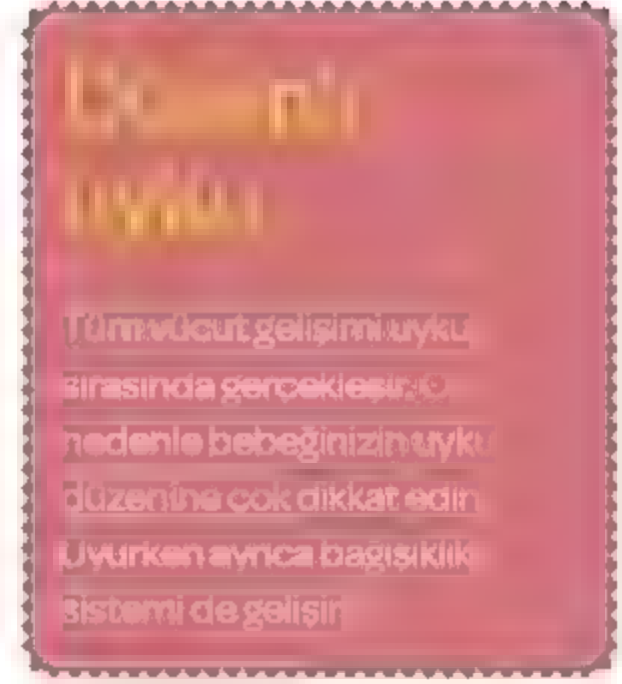 uyku
Tüm vücut gelişimi uyku
sırasında gerçekleşir. O
nedenle bebeğinizin uyku
düzenine çok dikkat edin
Uyurken ayrıca bağışıklık
sistemi de gelişir